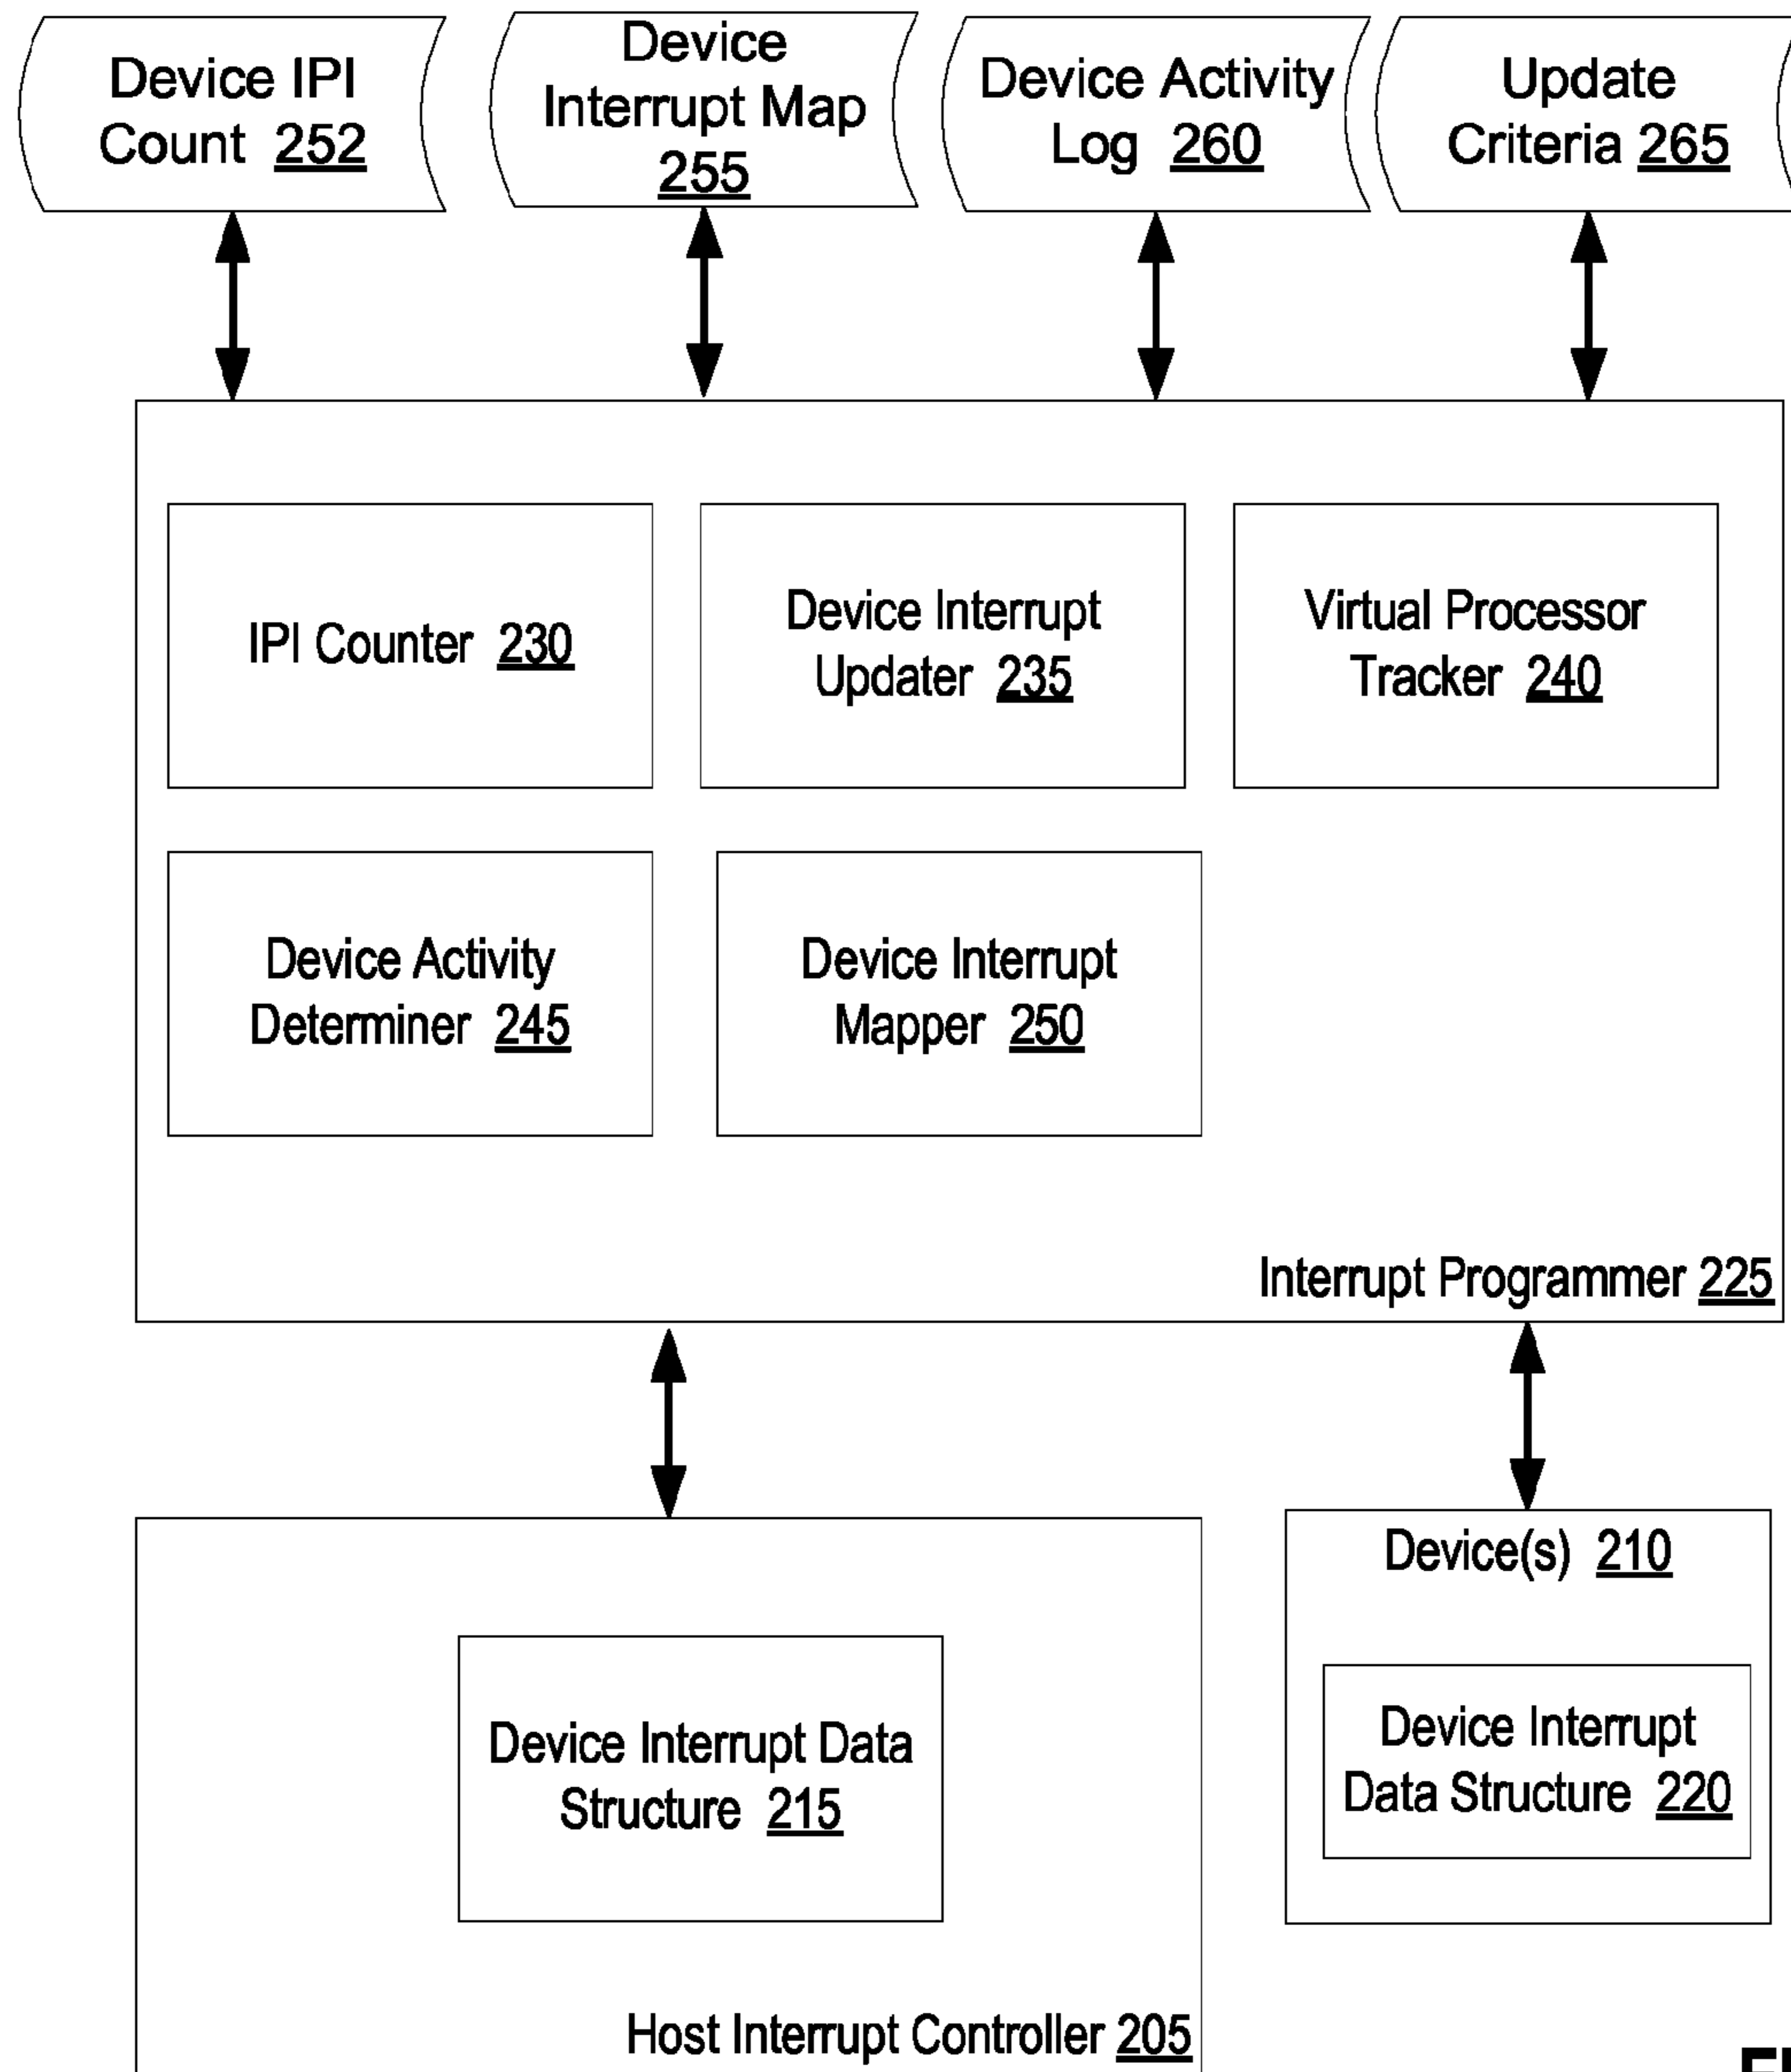 Device IPI
Count 252
Device
Interrupt Map
255
Device Activity
Log 260
Update
Criteria 265
IPI Counter 230
Device Interrupt
Updater 235
Virtual Processor
Tracker 240
Device Activity
Determiner 245
Device Interrupt
Mapper 250
Interrupt Programmer 225
Device(s) 210
Device Interrupt Data
Structure 215
Device Interrupt
Data Structure 220
Host Interrupt Controller 205